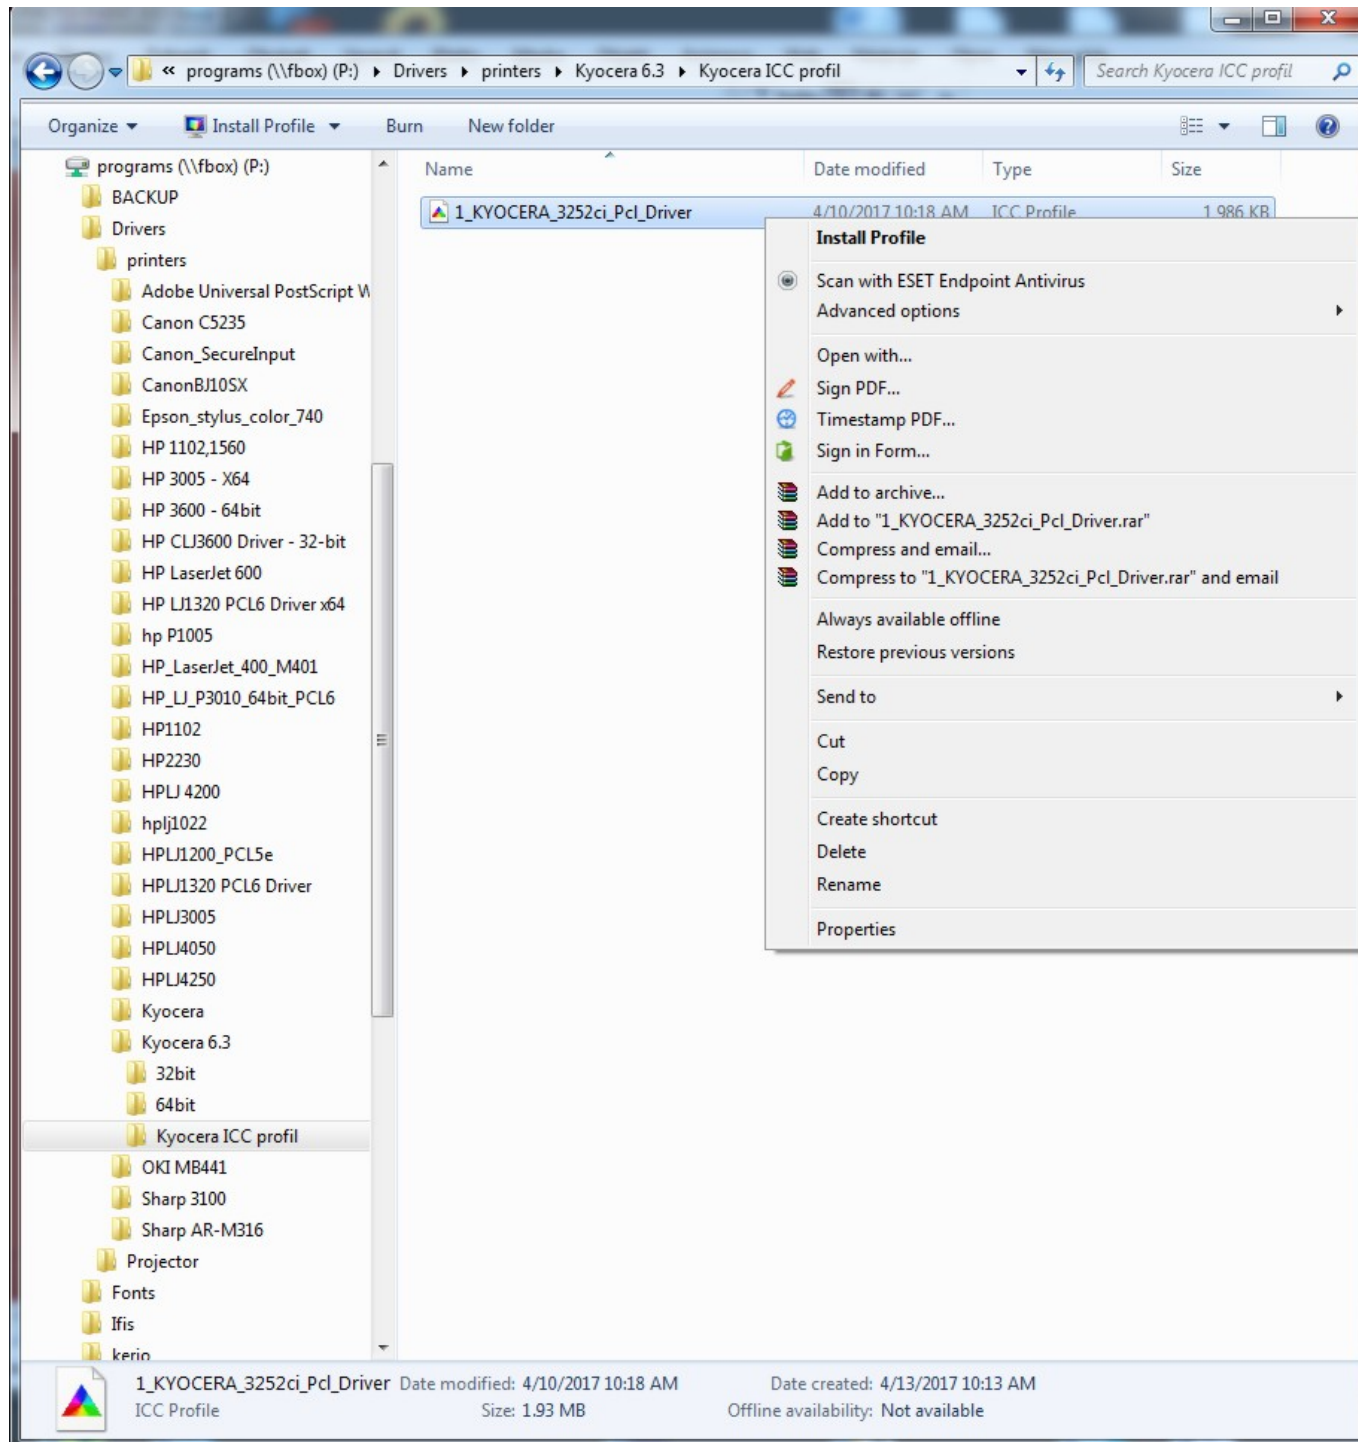 « programs (\\fbox) (P:) Drivers printers Kyocera 6.3 Kyocera ICC profil Search Kyocera ICC profil
Organize Install Profile Burn New folder
programs (\\fbox) (P:)
BACKUP
Drivers
printers
Adobe Universal PostScript W
Canon C5235
Canon_SecureInput
CanonBJ10SX
Epson_stylus_color_740
HP 1102,1560
HP 3005 - X64
HP 3600 - 64bit
HP CLJ3600 Driver - 32-bit
HP LaserJet 600
HP LJ1320 PCL6 Driver x64
hp P1005
HP_LaserJet_400_M401
HP_LJ_P3010_64bit_PCL6
HP1102
HP2230
HPLJ 4200
hplj1022
HPLJ1200_PCL5e
HPLJ1320 PCL6 Driver
HPLJ3005
HPLJ4050
HPLJ4250
Kyocera
Kyocera 6.3
32bit
64bit
Kyocera ICC profil
OKI MB441
Sharp 3100
Sharp AR-M316
Projector
Fonts
Ifis
kerio
Name Date modified Type Size
1_KYOCERA_3252ci_Pcl_Driver 4/10/2017 10:18 AM ICC Profile 1 986 KB
Install Profile
Scan with ESET Endpoint Antivirus
Advanced options
Open with...
Sign PDF...
Timestamp PDF...
Sign in Form...
Add to archive...
Add to "1_KYOCERA_3252ci_Pcl_Driver.rar"
Compress and email...
Compress to "1_KYOCERA_3252ci_Pcl_Driver.rar" and email
Always available offline
Restore previous versions
Send to
Cut
Copy
Create shortcut
Delete
Rename
Properties
1_KYOCERA_3252ci_Pcl_Driver Date modified: 4/10/2017 10:18 AM Date created: 4/13/2017 10:13 AM
ICC Profile Size: 1.93 MB Offline availability: Not available